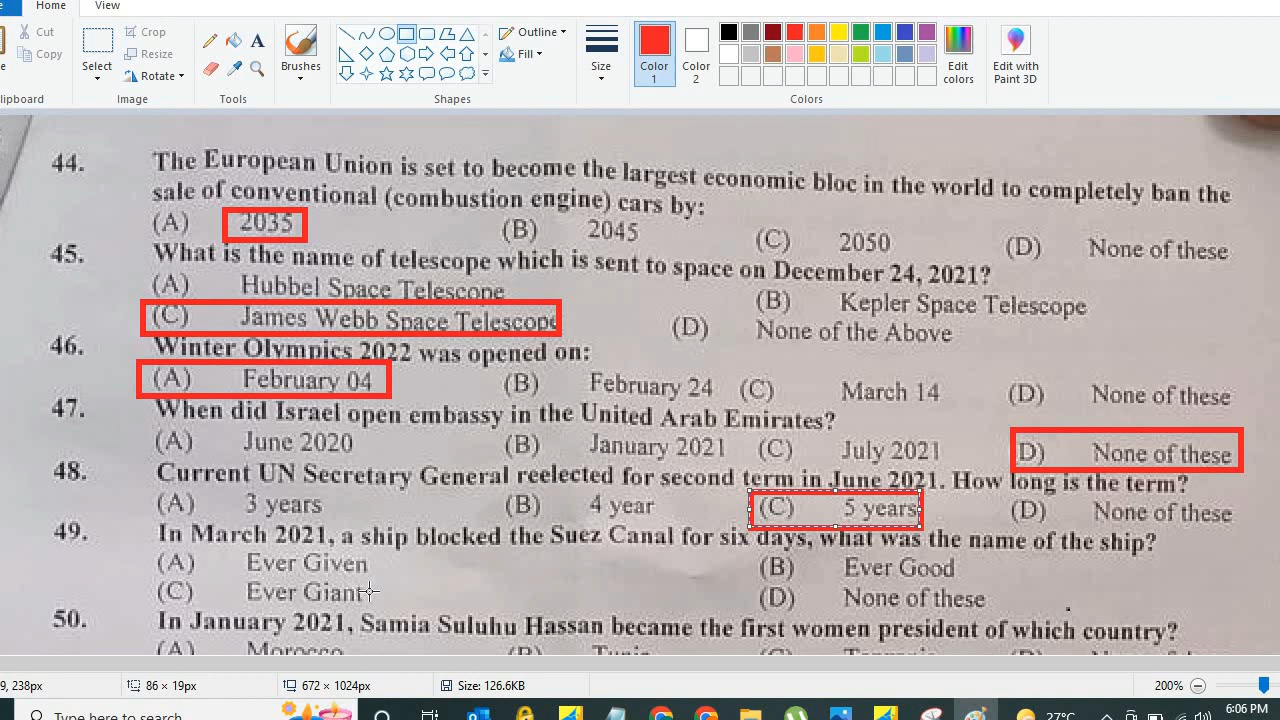 Home View
Cut
Copy
Crop
Resize
Select
Rotate
Brushes
Outline
Fill
Size
Color 1
Color 2
Edit colors
Edit with Paint 3D
Image
Tools
Shapes
Colors
44. The European Union is set to become the largest economic bloc in the world to completely ban the
sale of conventional (combustion engine) cars by:
(A) 2035 (B) 2045 (C) 2050 (D) None of these
45. What is the name of telescope which is sent to space on December 24, 2021?
(A) Hubbel Space Telescope (B) Kepler Space Telescope
(C) James Webb Space Telescope (D) None of the Above
46. Winter Olympics 2022 was opened on:
(A) February 04 (B) February 24 (C) March 14 (D) None of these
47. When did Israel open embassy in the United Arab Emirates?
(A) June 2020 (B) January 2021 (C) July 2021 D) None of these
48. Current UN Secretary General reelected for second term in June 2021. How long is the term?
(A) 3 years (B) 4 year (C) 5 years (D) None of these
49. In March 2021, a ship blocked the Suez Canal for six days, what was the name of the ship?
(A) Ever Given (B) Ever Good
(C) Ever Giant (D) None of these
50. In January 2021, Samia Suluhu Hassan became the first women president of which country?
(A) Morocco
9, 238px 86 × 19px 672 × 1024px Size: 126.6KB 200%
Type here to search 27°C 6:06 PM